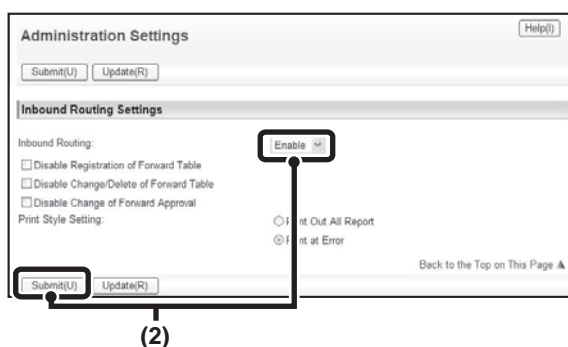 Administration Settings
Help(I)
Submit(U) Update(R)
Inbound Routing Settings
Inbound Routing: Enable
Disable Registration of Forward Table
Disable Change/Delete of Forward Table
Disable Change of Forward Approval
Print Style Setting: Print Out All Report
Print at Error
Back to the Top on This Page ▲
Submit(U) Update(R)
(2)